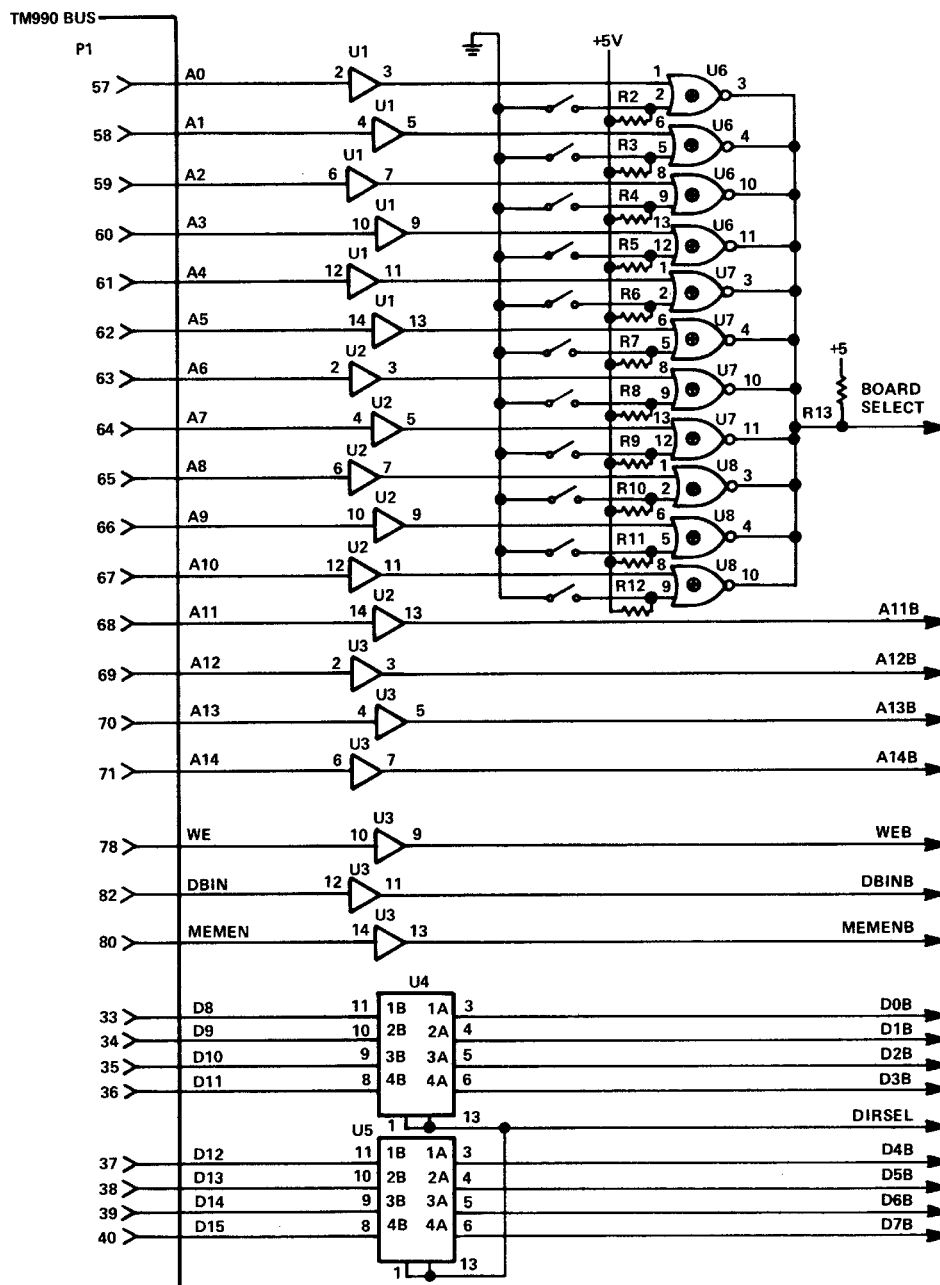 TM990 BUS
P1
+5V
57 A0 2 U1 3 1 R2 2 U6 3
58 A1 4 U1 5 6 R3 5 U6 4
59 A2 6 U1 7 8 R4 9 U6 10
60 A3 10 U1 9 13 R5 12 U6 11
61 A4 12 U1 11 1 R6 2 U7 3
62 A5 14 U1 13 6 R7 5 U7 4
63 A6 2 U2 3 8 R8 9 U7 10
64 A7 4 U2 5 13 R9 12 U7 11
+5
R13
BOARD
SELECT
65 A8 6 U2 7 1 R10 2 U8 3
66 A9 10 U2 9 6 R11 5 U8 4
67 A10 12 U2 11 8 R12 9 U8 10
68 A11 14 U2 13 A11B
69 A12 2 U3 3 A12B
70 A13 4 U3 5 A13B
71 A14 6 U3 7 A14B
78 WE 10 U3 9 WEB
82 DBIN 12 U3 11 DBINB
80 MEMEN 14 U3 13 MEMENB
U4
33 D8 11 1B 1A 3 D0B
34 D9 10 2B 2A 4 D1B
35 D10 9 3B 3A 5 D2B
36 D11 8 4B 4A 6 D3B
1 13 DIRSEL
U5
37 D12 11 1B 1A 3 D4B
38 D13 10 2B 2A 4 D5B
39 D14 9 3B 3A 5 D6B
40 D15 8 4B 4A 6 D7B
1 13